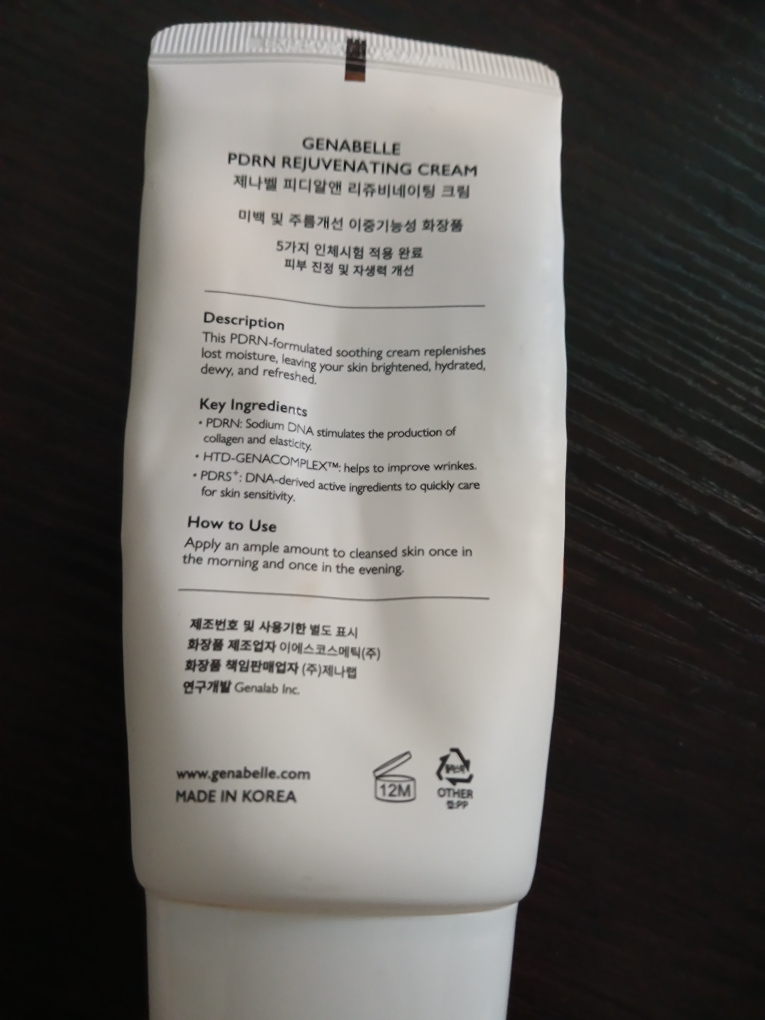 GENABELLE
PDRN REJUVENATING CREAM
제나벨 피디알앤 리쥬비네이팅 크림
미백 및 주름개선 이중기능성 화장품
5가지 인체시험 적용 완료
피부 진정 및 자생력 개선
Description
This PDRN-formulated soothing cream replenishes
lost moisture, leaving your skin brightened, hydrated,
dewy, and refreshed.
Key Ingredients
• PDRN: Sodium DNA stimulates the production of
collagen and elasticity.
• HTD-GENACOMPLEX™: helps to improve wrinkes.
• PDRS⁺: DNA-derived active ingredients to quickly care
for skin sensitivity.
How to Use
Apply an ample amount to cleansed skin once in
the morning and once in the evening.
제조번호 및 사용기한 별도 표시
화장품 제조업자 이에스코스메틱(주)
화장품 책임판매업자 (주)제나랩
연구개발 Genalab Inc.
www.genabelle.com
MADE IN KOREA
12M
OTHER
캡:PP